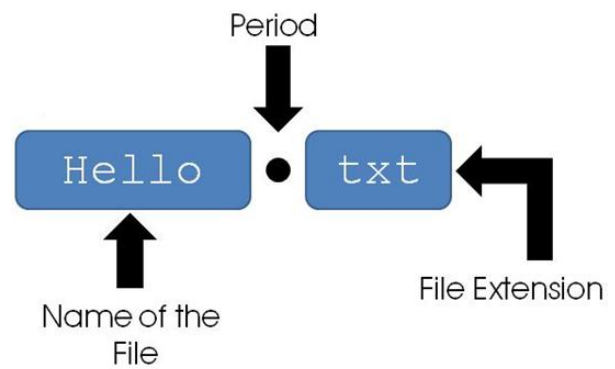 Period
Hello • txt
File Extension
Name of the
File